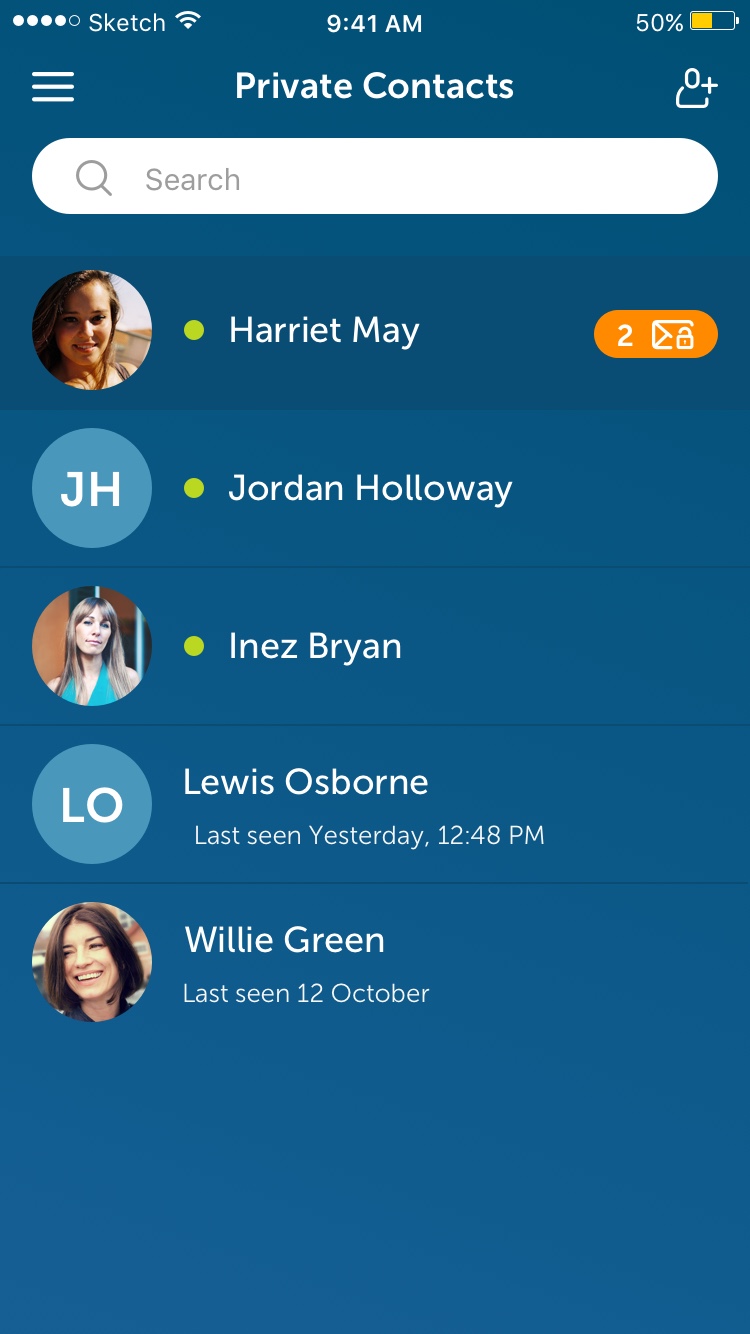 Sketch 9:41 AM 50%
Private Contacts
Search
Harriet May 2
JH Jordan Holloway
Inez Bryan
LO Lewis Osborne
Last seen Yesterday, 12:48 PM
Willie Green
Last seen 12 October